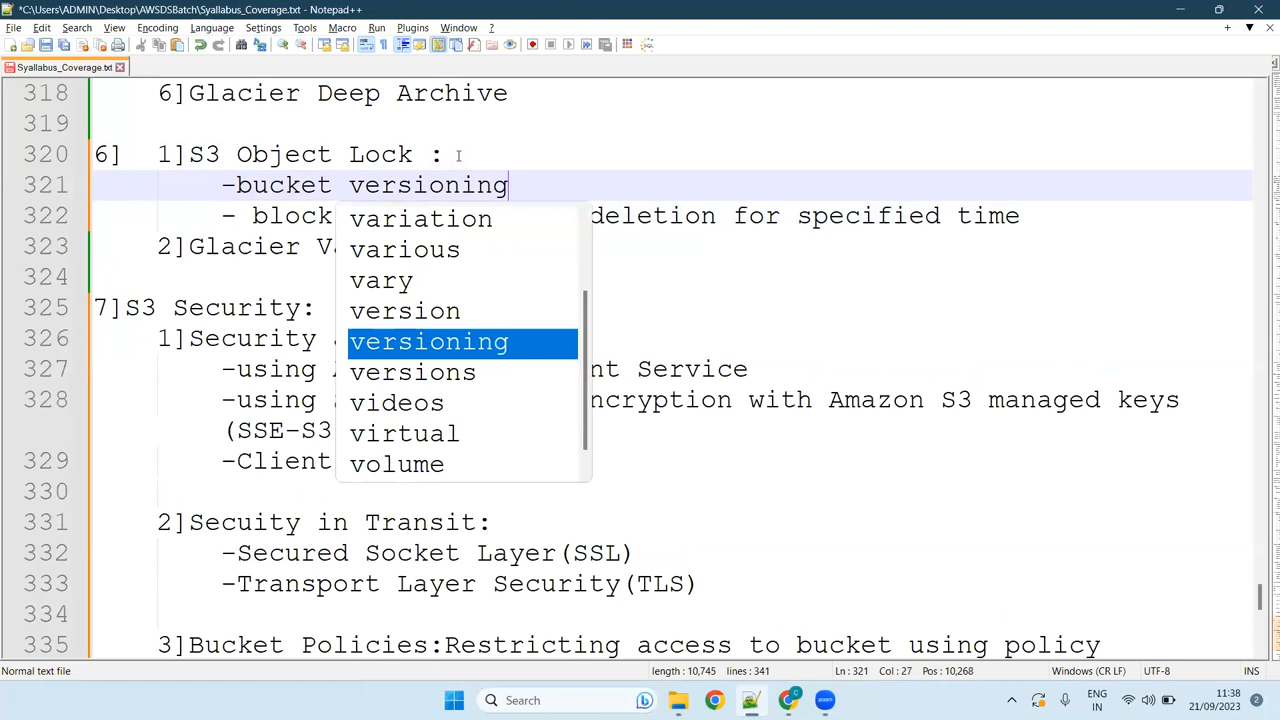 *C:\Users\ADMIN\Desktop\AWSDSBatch\Syallabus_Coverage.txt - Notepad++
File Edit Search View Encoding Language Settings Tools Macro Run Plugins Window ?
Syallabus_Coverage.txt
318 6]Glacier Deep Archive
319
320 6] 1]S3 Object Lock :
321 -bucket versioning
322 - block deletion for specified time
323 2]Glacier V
324
325 7]S3 Security:
326 1]Security
327 -using nt Service
328 -using ncryption with Amazon S3 managed keys
(SSE-S3
329 -Client
330
331 2]Secuity in Transit:
332 -Secured Socket Layer(SSL)
333 -Transport Layer Security(TLS)
334
335 3]Bucket Policies:Restricting access to bucket using policy
variation
various
vary
version
versioning
versions
videos
virtual
volume
Normal text file length : 10,745 lines : 341 Ln : 321 Col : 27 Pos : 10,268 Windows (CR LF) UTF-8 INS
Search
ENG
IN
11:38
21/09/2023